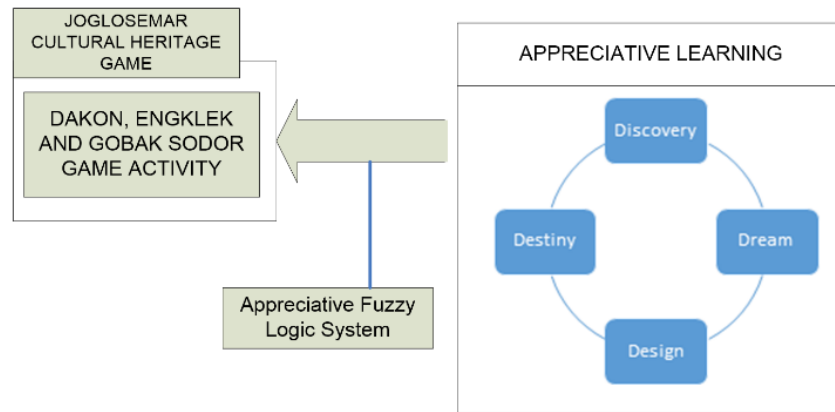 JOGLOSEMAR
CULTURAL HERITAGE
GAME
DAKON, ENGKLEK
AND GOBAK SODOR
GAME ACTIVITY
Appreciative Fuzzy
Logic System
APPRECIATIVE LEARNING
Discovery
Destiny
Dream
Design